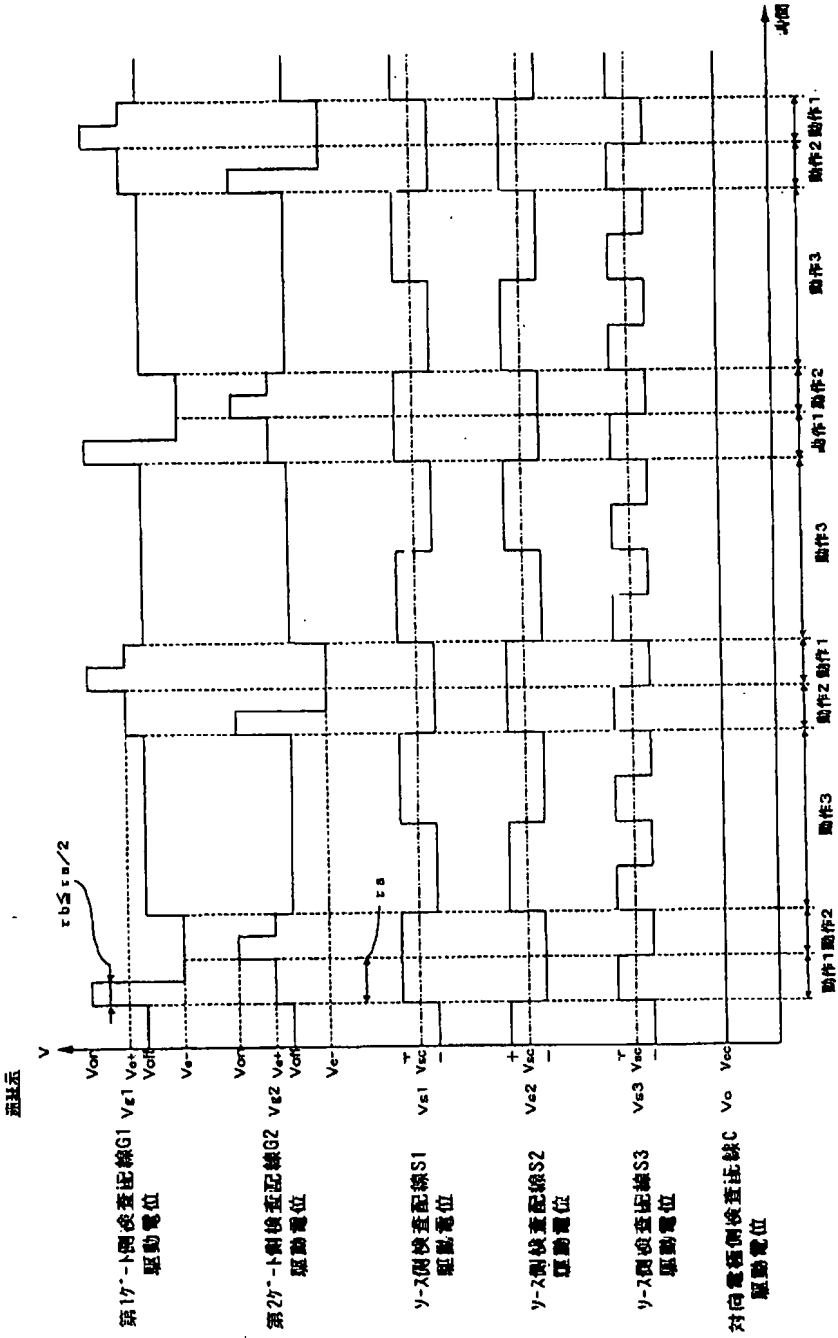 V
Von
Ve+
Voff
Ve-
第1ゲート側検査配線G1 Vg1
駆動電位
τb≦τa/2
Von
Ve+
Voff
Ve-
第2ゲート側検査配線G2 Vg2
駆動電位
τa
Vsc
−
Vs1
ソース側検査配線S1
駆動電位
+
Vsc
−
Vs2
ソース側検査配線S2
駆動電位
Vsc
−
Vs3
ソース側検査配線S3
駆動電位
Vcc
対向電極側検査配線C
駆動電位
時間
動作1 動作2
動作3
動作2 動作1
動作3
動作1 動作2
動作3
動作2 動作1